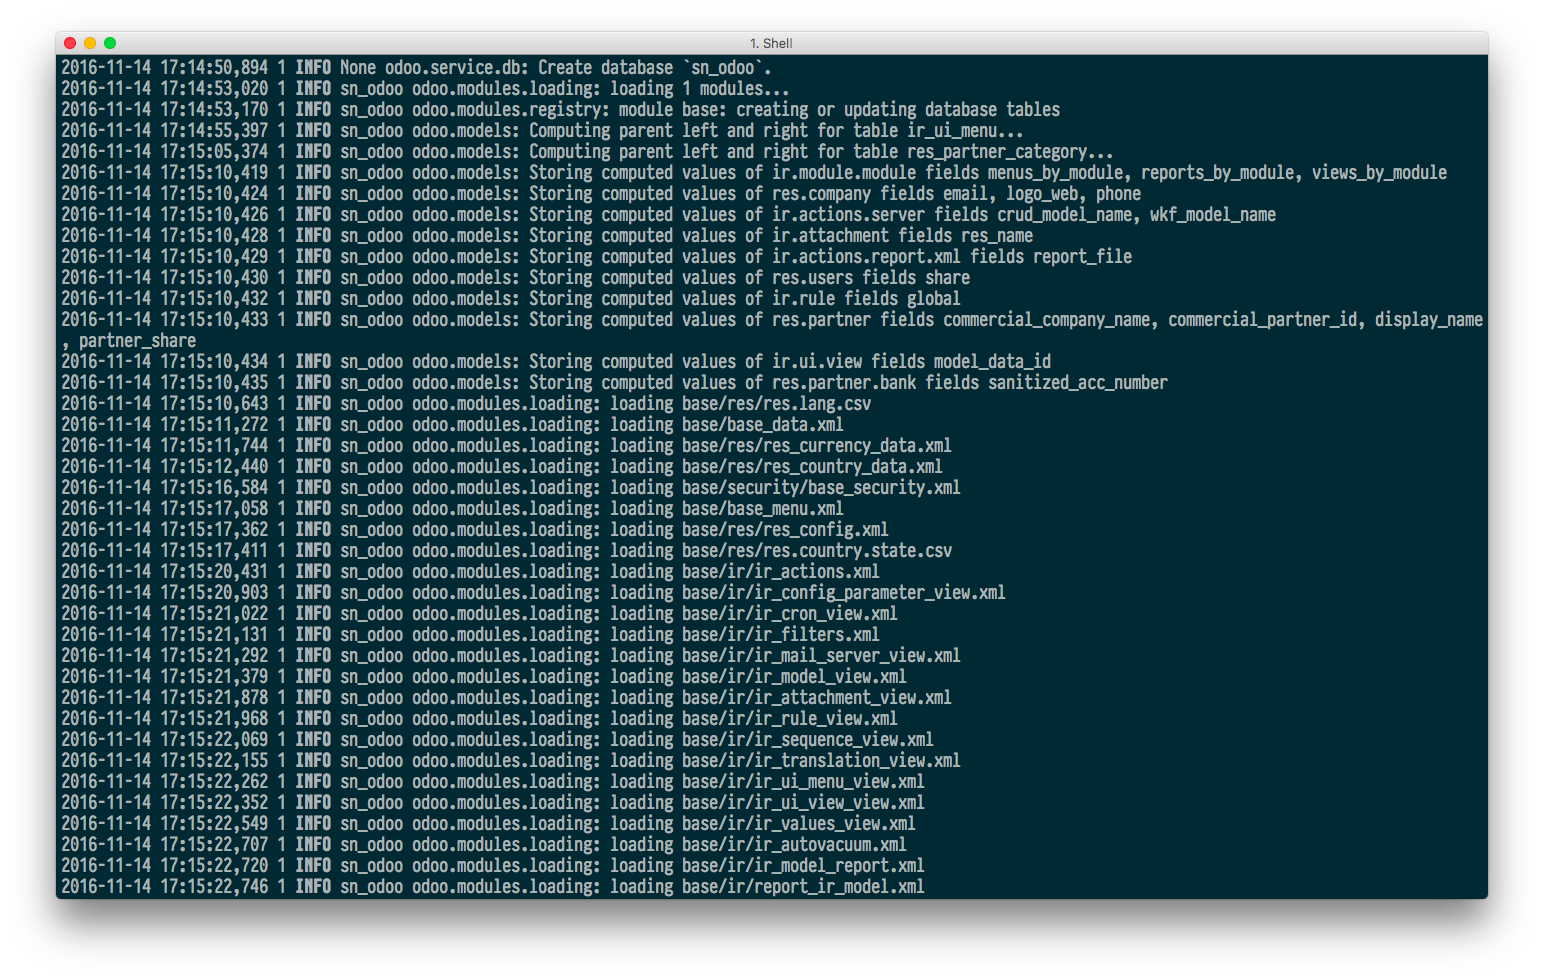 1. Shell
2016-11-14 17:14:50,894 1 INFO None odoo.service.db: Create database `sn_odoo`.
2016-11-14 17:14:53,020 1 INFO sn_odoo odoo.modules.loading: loading 1 modules...
2016-11-14 17:14:53,170 1 INFO sn_odoo odoo.modules.registry: module base: creating or updating database tables
2016-11-14 17:14:55,397 1 INFO sn_odoo odoo.models: Computing parent left and right for table ir_ui_menu...
2016-11-14 17:15:05,374 1 INFO sn_odoo odoo.models: Computing parent left and right for table res_partner_category...
2016-11-14 17:15:10,419 1 INFO sn_odoo odoo.models: Storing computed values of ir.module.module fields menus_by_module, reports_by_module, views_by_module
2016-11-14 17:15:10,424 1 INFO sn_odoo odoo.models: Storing computed values of res.company fields email, logo_web, phone
2016-11-14 17:15:10,426 1 INFO sn_odoo odoo.models: Storing computed values of ir.actions.server fields crud_model_name, wkf_model_name
2016-11-14 17:15:10,428 1 INFO sn_odoo odoo.models: Storing computed values of ir.attachment fields res_name
2016-11-14 17:15:10,429 1 INFO sn_odoo odoo.models: Storing computed values of ir.actions.report.xml fields report_file
2016-11-14 17:15:10,430 1 INFO sn_odoo odoo.models: Storing computed values of res.users fields share
2016-11-14 17:15:10,432 1 INFO sn_odoo odoo.models: Storing computed values of ir.rule fields global
2016-11-14 17:15:10,433 1 INFO sn_odoo odoo.models: Storing computed values of res.partner fields commercial_company_name, commercial_partner_id, display_name
, partner_share
2016-11-14 17:15:10,434 1 INFO sn_odoo odoo.models: Storing computed values of ir.ui.view fields model_data_id
2016-11-14 17:15:10,435 1 INFO sn_odoo odoo.models: Storing computed values of res.partner.bank fields sanitized_acc_number
2016-11-14 17:15:10,643 1 INFO sn_odoo odoo.modules.loading: loading base/res/res.lang.csv
2016-11-14 17:15:11,272 1 INFO sn_odoo odoo.modules.loading: loading base/base_data.xml
2016-11-14 17:15:11,744 1 INFO sn_odoo odoo.modules.loading: loading base/res/res_currency_data.xml
2016-11-14 17:15:12,440 1 INFO sn_odoo odoo.modules.loading: loading base/res/res_country_data.xml
2016-11-14 17:15:16,584 1 INFO sn_odoo odoo.modules.loading: loading base/security/base_security.xml
2016-11-14 17:15:17,058 1 INFO sn_odoo odoo.modules.loading: loading base/base_menu.xml
2016-11-14 17:15:17,362 1 INFO sn_odoo odoo.modules.loading: loading base/res/res_config.xml
2016-11-14 17:15:17,411 1 INFO sn_odoo odoo.modules.loading: loading base/res/res.country.state.csv
2016-11-14 17:15:20,431 1 INFO sn_odoo odoo.modules.loading: loading base/ir/ir_actions.xml
2016-11-14 17:15:20,903 1 INFO sn_odoo odoo.modules.loading: loading base/ir/ir_config_parameter_view.xml
2016-11-14 17:15:21,022 1 INFO sn_odoo odoo.modules.loading: loading base/ir/ir_cron_view.xml
2016-11-14 17:15:21,131 1 INFO sn_odoo odoo.modules.loading: loading base/ir/ir_filters.xml
2016-11-14 17:15:21,292 1 INFO sn_odoo odoo.modules.loading: loading base/ir/ir_mail_server_view.xml
2016-11-14 17:15:21,379 1 INFO sn_odoo odoo.modules.loading: loading base/ir/ir_model_view.xml
2016-11-14 17:15:21,878 1 INFO sn_odoo odoo.modules.loading: loading base/ir/ir_attachment_view.xml
2016-11-14 17:15:21,968 1 INFO sn_odoo odoo.modules.loading: loading base/ir/ir_rule_view.xml
2016-11-14 17:15:22,069 1 INFO sn_odoo odoo.modules.loading: loading base/ir/ir_sequence_view.xml
2016-11-14 17:15:22,155 1 INFO sn_odoo odoo.modules.loading: loading base/ir/ir_translation_view.xml
2016-11-14 17:15:22,262 1 INFO sn_odoo odoo.modules.loading: loading base/ir/ir_ui_menu_view.xml
2016-11-14 17:15:22,352 1 INFO sn_odoo odoo.modules.loading: loading base/ir/ir_ui_view_view.xml
2016-11-14 17:15:22,549 1 INFO sn_odoo odoo.modules.loading: loading base/ir/ir_values_view.xml
2016-11-14 17:15:22,707 1 INFO sn_odoo odoo.modules.loading: loading base/ir/ir_autovacuum.xml
2016-11-14 17:15:22,720 1 INFO sn_odoo odoo.modules.loading: loading base/ir/ir_model_report.xml
2016-11-14 17:15:22,746 1 INFO sn_odoo odoo.modules.loading: loading base/ir/report_ir_model.xml